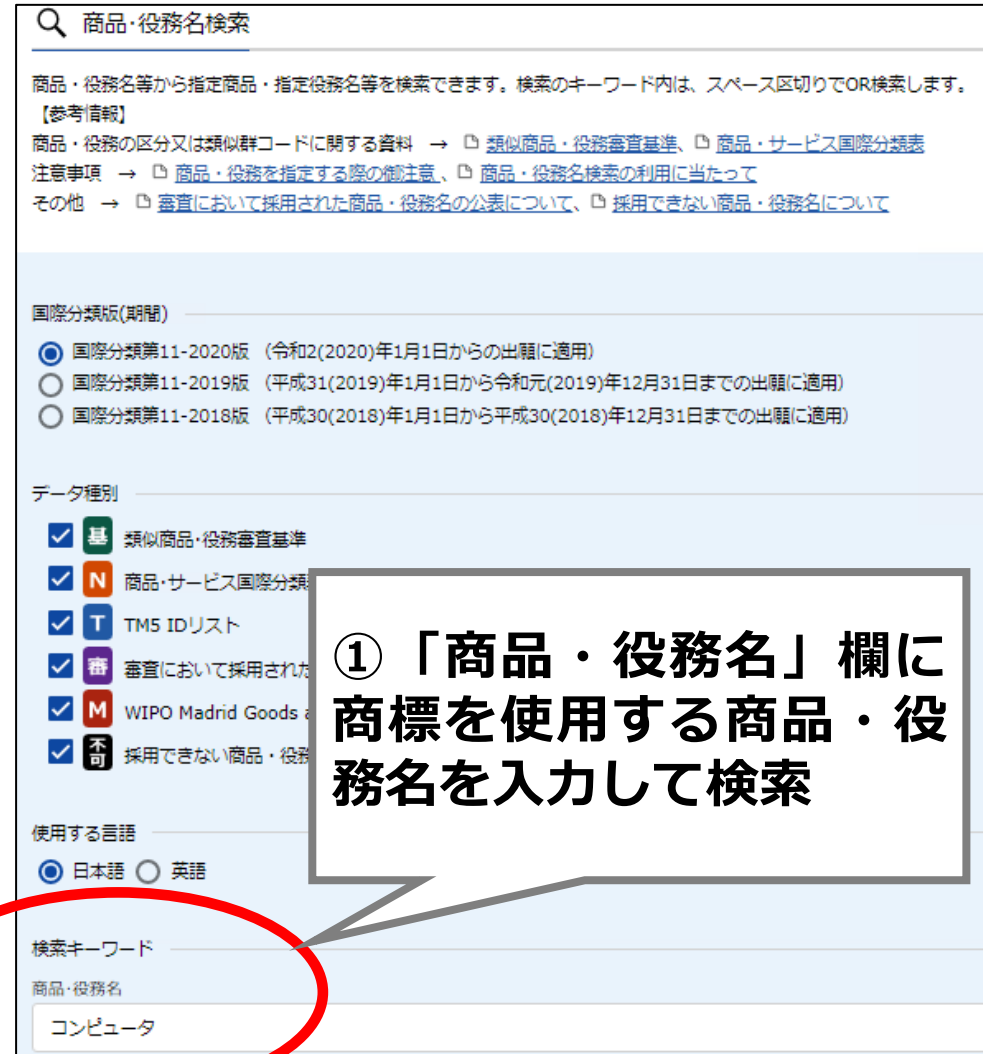 商品・役務名検索
商品・役務名等から指定商品・指定役務名等を検索できます。検索のキーワード内は、スペース区切りでOR検索します。
【参考情報】
商品・役務の区分又は類似群コードに関する資料 → 類似商品・役務審査基準、 商品・サービス国際分類表
注意事項 → 商品・役務を指定する際の御注意 、 商品・役務名検索の利用に当たって
その他 → 審査において採用された商品・役務名の公表について、 採用できない商品・役務名について
国際分類版(期間)
国際分類第11-2020版 （令和2(2020)年1月1日からの出願に適用）
国際分類第11-2019版 （平成31(2019)年1月1日から令和元(2019)年12月31日までの出願に適用）
国際分類第11-2018版 （平成30(2018)年1月1日から平成30(2018)年12月31日までの出願に適用）
データ種別
基 類似商品・役務審査基準
N 商品・サービス国際分類
T TM5 IDリスト
審 審査において採用された
M WIPO Madrid Goods
不可 採用できない商品・役務
①「商品・役務名」欄に
商標を使用する商品・役
務名を入力して検索
使用する言語
日本語 英語
検索キーワード
商品・役務名
コンピュータ